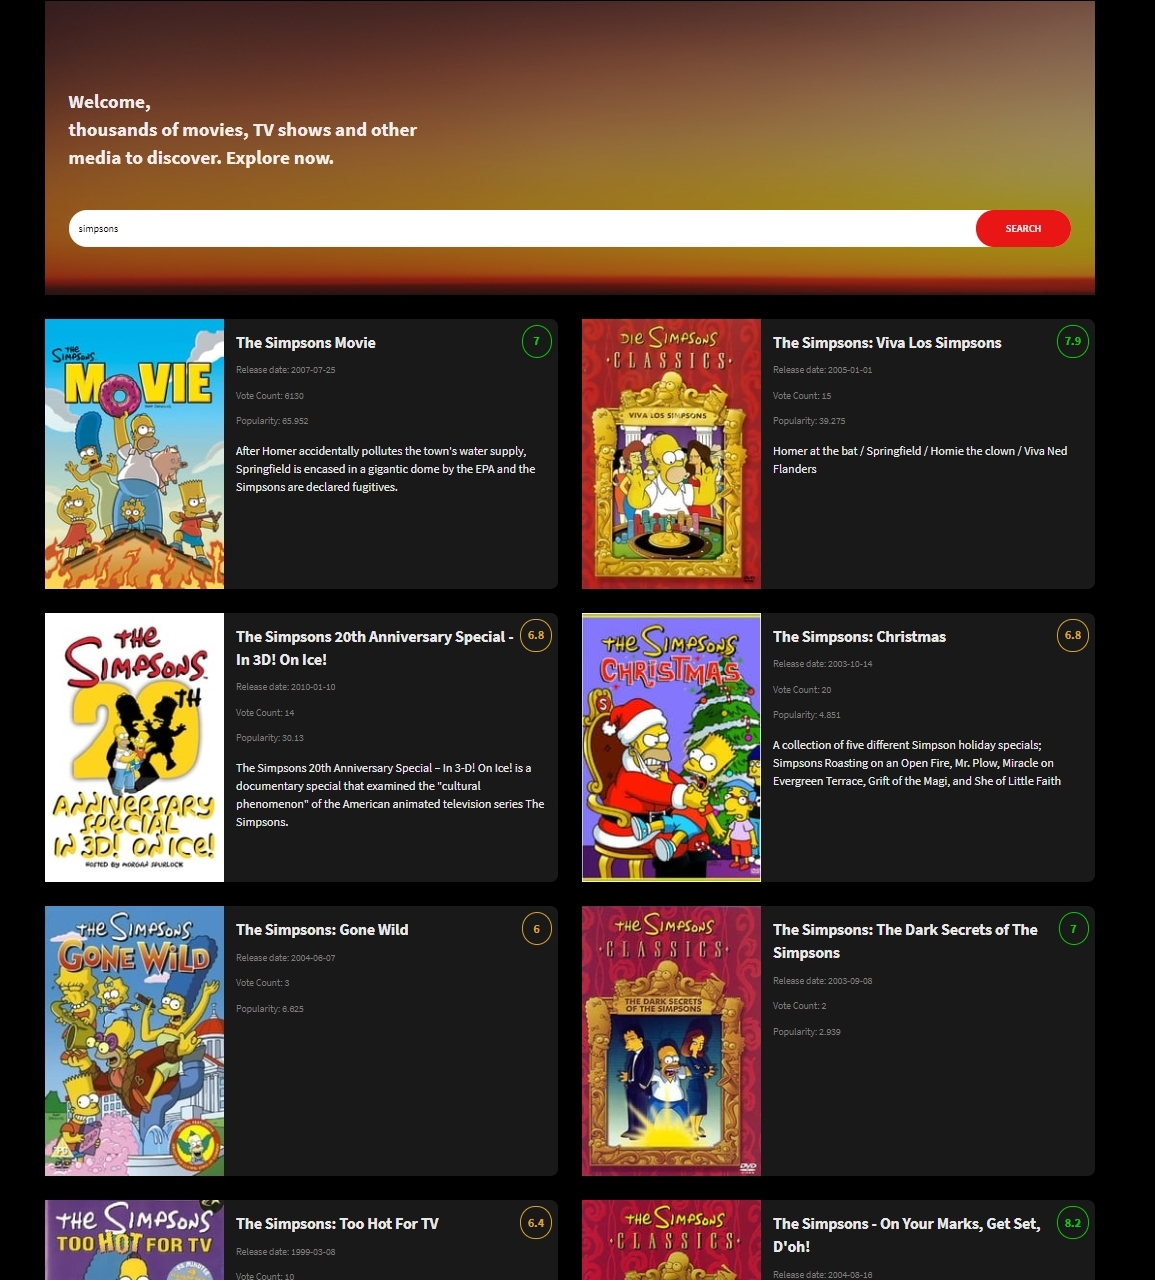 Welcome,
thousands of movies, TV shows and other
media to discover. Explore now.
simpsons
SEARCH
THE
SIMPSONS
MOVIE
The Simpsons Movie
7
Release date: 2007-07-25
Vote Count: 6130
Popularity: 65.952
After Homer accidentally pollutes the town's water supply,
Springfield is encased in a gigantic dome by the EPA and the
Simpsons are declared fugitives.
DIE SIMPSONS
CLASSICS
VIVA LOS SIMPSONS
The Simpsons: Viva Los Simpsons
7.9
Release date: 2005-01-01
Vote Count: 15
Popularity: 39.275
Homer at the bat / Springfield / Homie the clown / Viva Ned
Flanders
THE
SIMPSONS
20TH
ANNIVERSARY
SPECIAL
IN 3D! ON ICE!
HOSTED BY MORGAN SPURLOCK
The Simpsons 20th Anniversary Special -
In 3D! On Ice!
6.8
Release date: 2010-01-10
Vote Count: 14
Popularity: 30.13
The Simpsons 20th Anniversary Special – In 3-D! On Ice! is a
documentary special that examined the "cultural
phenomenon" of the American animated television series The
Simpsons.
THE SIMPSONS
CHRISTMAS
The Simpsons: Christmas
6.8
Release date: 2003-10-14
Vote Count: 20
Popularity: 4.851
A collection of five different Simpson holiday specials;
Simpsons Roasting on an Open Fire, Mr. Plow, Miracle on
Evergreen Terrace, Grift of the Magi, and She of Little Faith
THE SIMPSONS
GONE WILD
PG
DVD
The Simpsons: Gone Wild
6
Release date: 2004-06-07
Vote Count: 3
Popularity: 6.625
THE SIMPSONS
CLASSICS
THE DARK SECRETS
OF THE SIMPSONS
DVD
The Simpsons: The Dark Secrets of The
Simpsons
7
Release date: 2003-09-08
Vote Count: 2
Popularity: 2.939
THE SIMPSONS
TOO HOT FOR TV
The Simpsons: Too Hot For TV
6.4
Release date: 1999-03-08
Vote Count: 10
THE SIMPSONS
CLASSICS
The Simpsons - On Your Marks, Get Set,
D'oh!
8.2
Release date: 2004-08-16